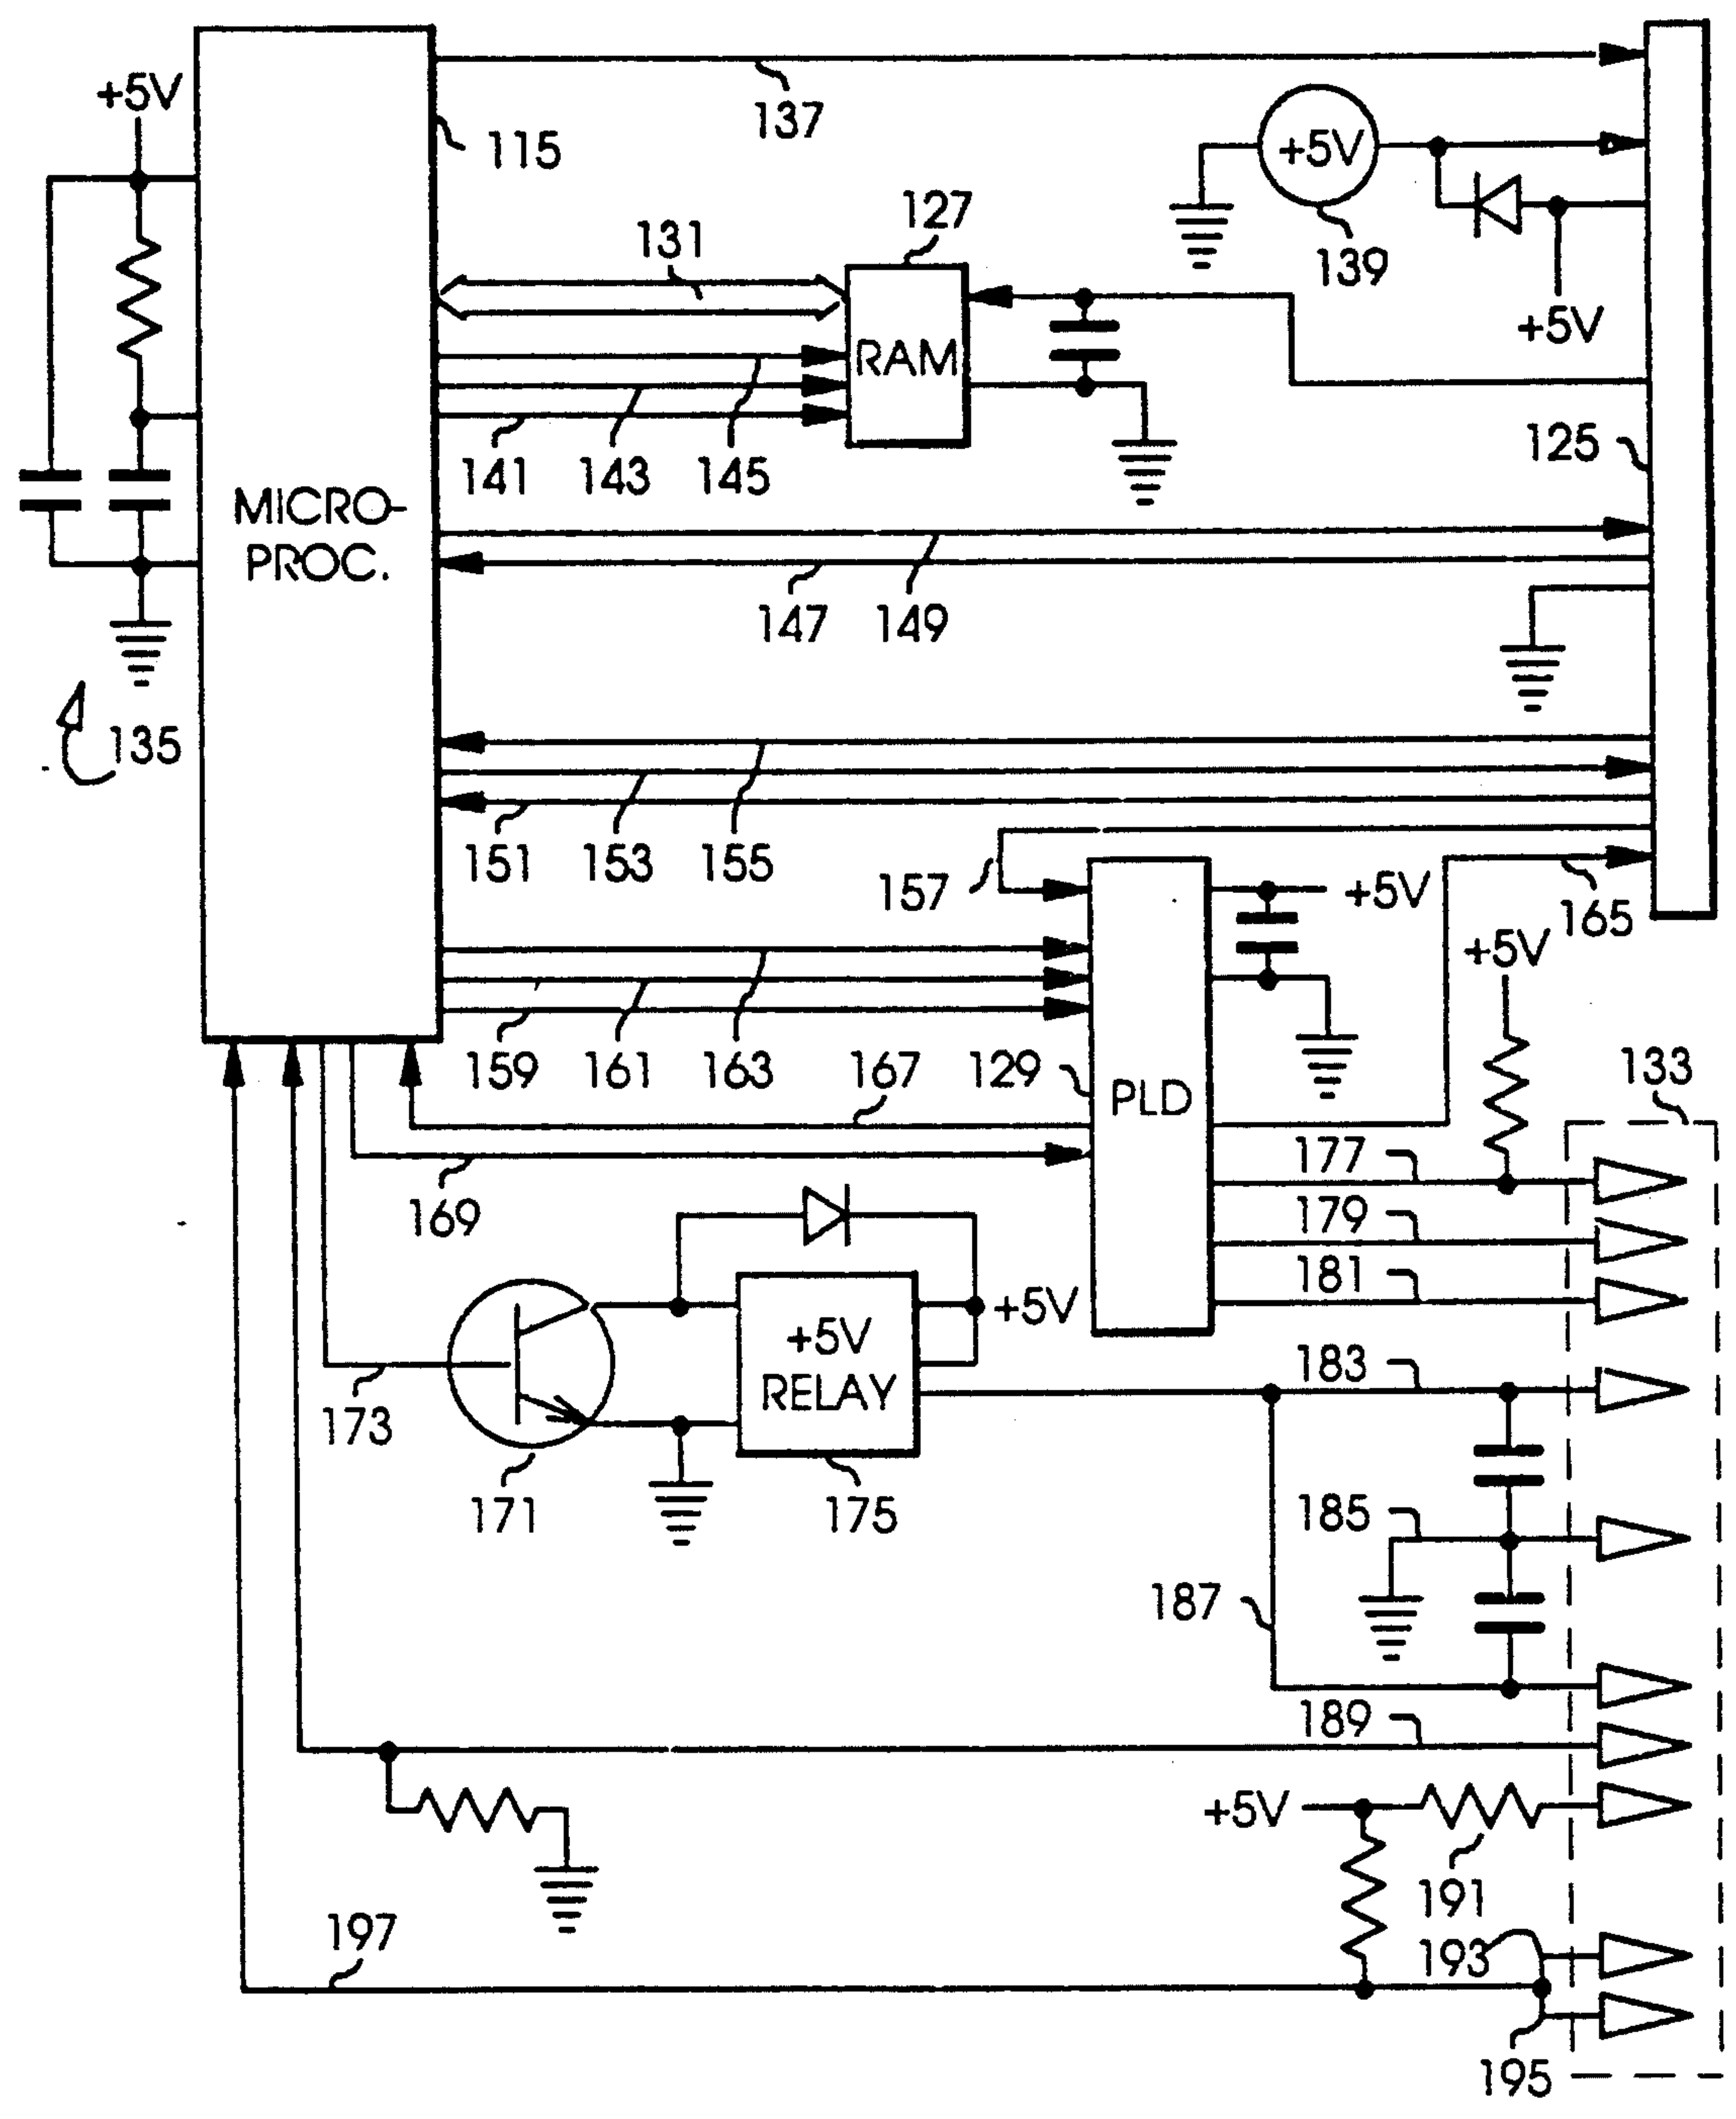 +5V
137
115
+5V
139
127
131
+5V
RAM
125
141 143 145
MICRO-
PROC.
147 149
135
151 153 155
157
+5V
165
+5V
159 161 163 167 129
PLD
133
177
169
179
181
+5V
+5V
RELAY
183
173
171 175
185
187
189
+5V
191
197
193
195